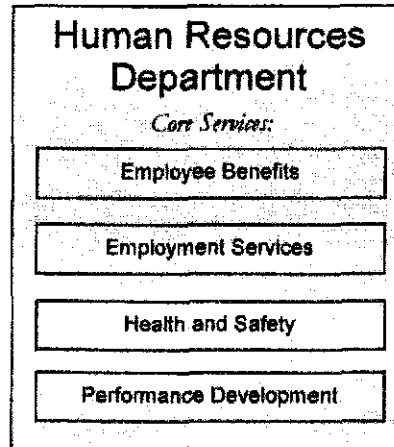 Human Resources
Department
Core Services:
Employee Benefits
Employment Services
Health and Safety
Performance Development